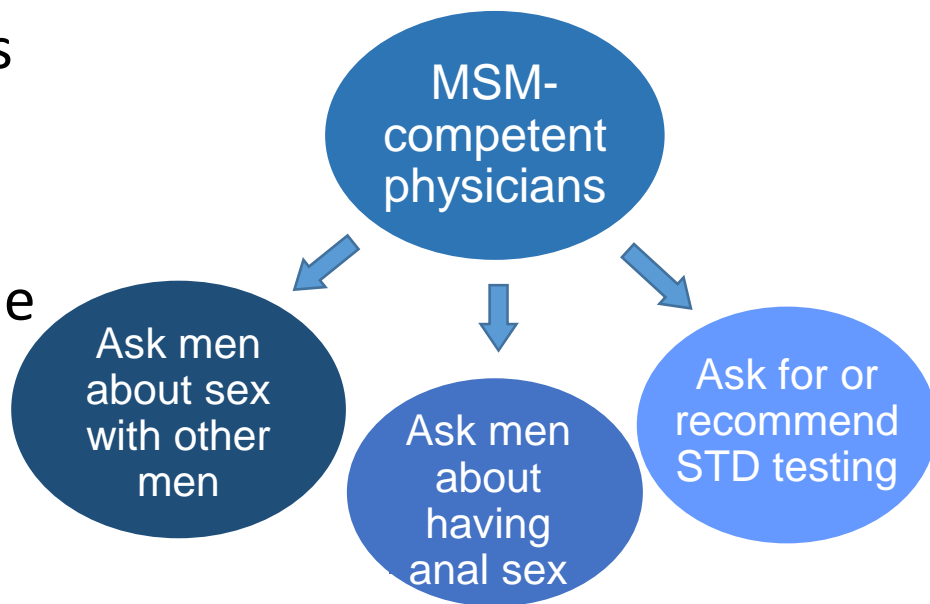 s
MSM-
competent
physicians
e
Ask men
about sex
with other
men
Ask men
about
having
anal sex
Ask for or
recommend
STD testing